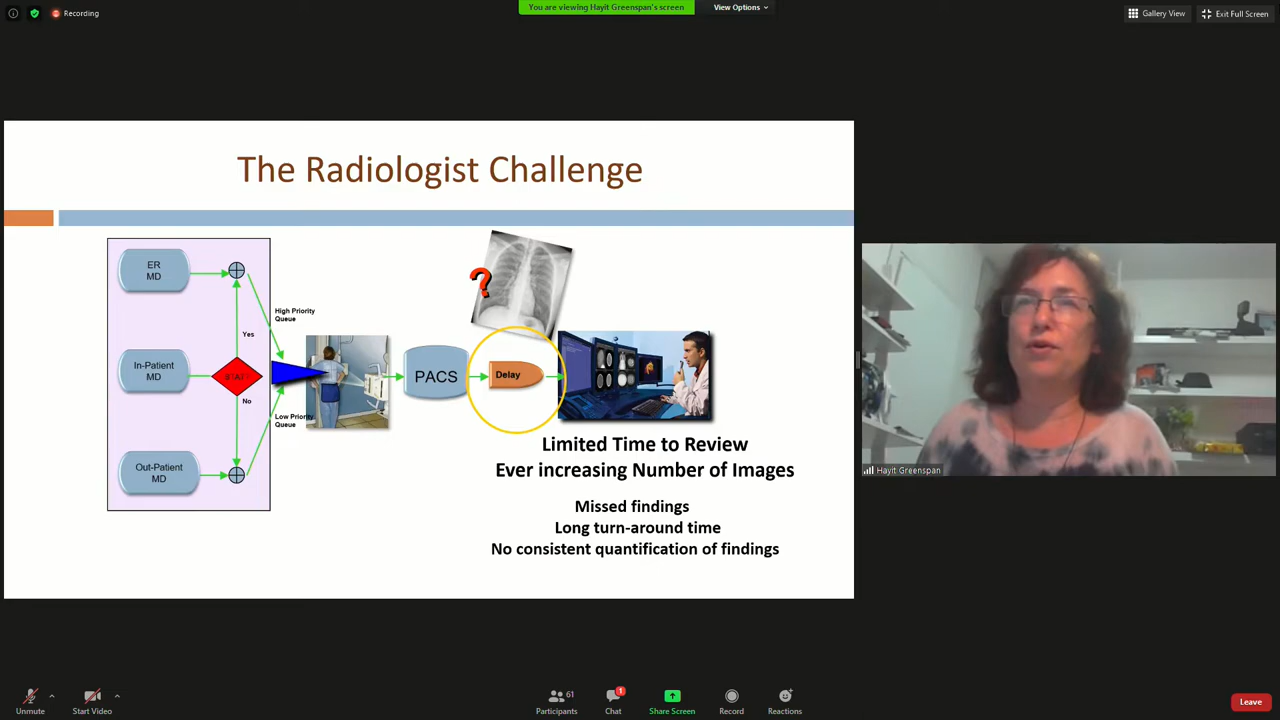 Recording
You are viewing Hayit Greenspan's screen
View Options
Gallery View
Exit Full Screen
The Radiologist Challenge
ER
MD
Yes
High Priority
Queue
In-Patient
MD
STAT?
No
Low Priority
Queue
Out-Patient
MD
PACS
?
Delay
Limited Time to Review
Ever increasing Number of Images
Missed findings
Long turn-around time
No consistent quantification of findings
Hayit Greenspan
Unmute
Start Video
61
Participants
1
Chat
Share Screen
Record
Reactions
Leave